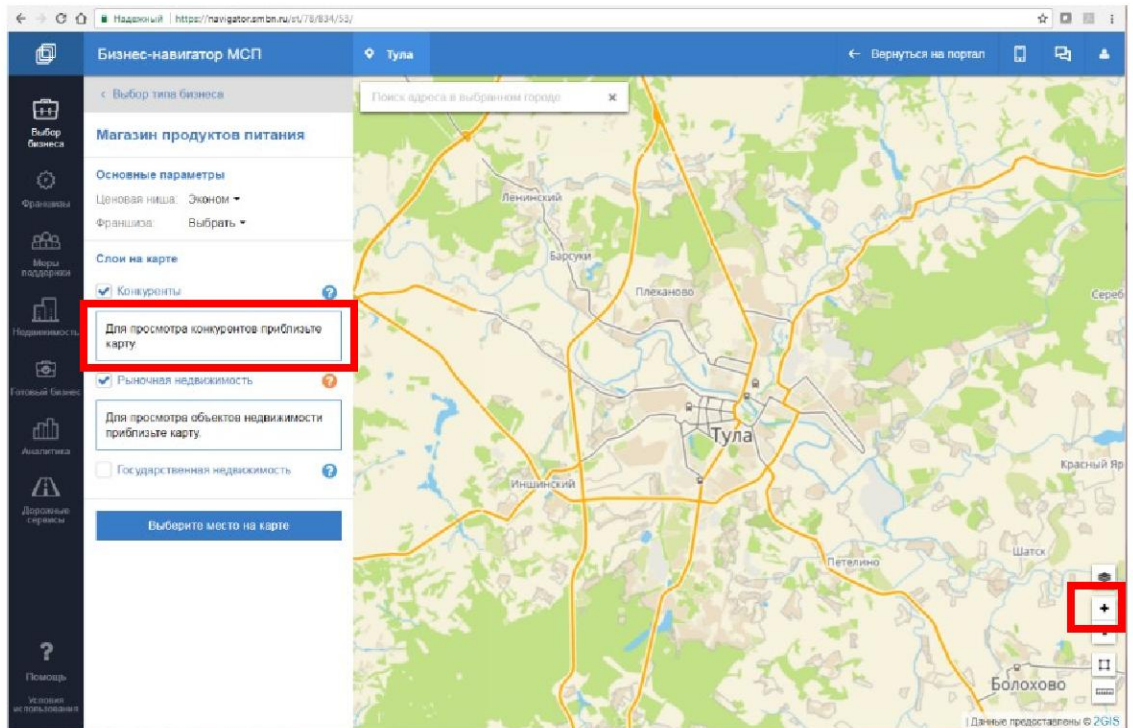 Надежный | https://navigator.smbn.ru/st/78/834/53/
Бизнес-навигатор МСП
Тула
← Вернуться на портал
‹ Выбор типа бизнеса
Поиск адреса в выбранном городе
Магазин продуктов питания
Основные параметры
Ценовая ниша: Эконом
Франшиза: Выбрать
Слои на карте
Конкуренты
Для просмотра конкурентов приблизьте
карту.
Рыночная недвижимость
Для просмотра объектов недвижимости
приблизьте карту.
Государственная недвижимость
Выберите место на карте
Выбор
бизнеса
Франшизы
Меры
поддержки
Недвижимость
Готовый бизнес
Аналитика
Дорожные
сервисы
Помощь
Условия
использования
Ленинский
Барсуки
Плеханово
Сереб
Тула
Иншинский
Красный Яр
Шатск
Петелино
Болохово
| Данные предоставлены © 2GIS